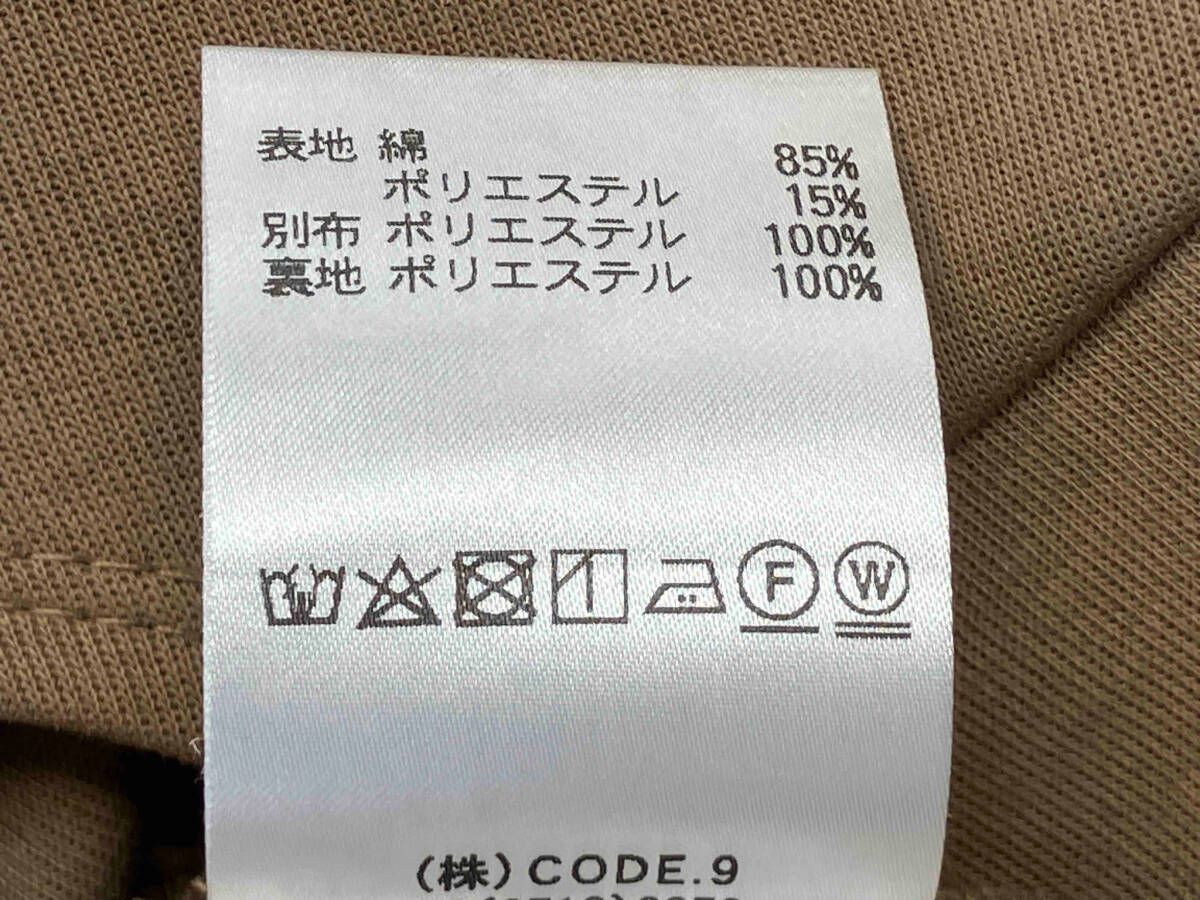 表地 綿 85%
ポリエステル 15%
別布 ポリエステル 100%
裏地 ポリエステル 100%
F W
(株)CODE.9